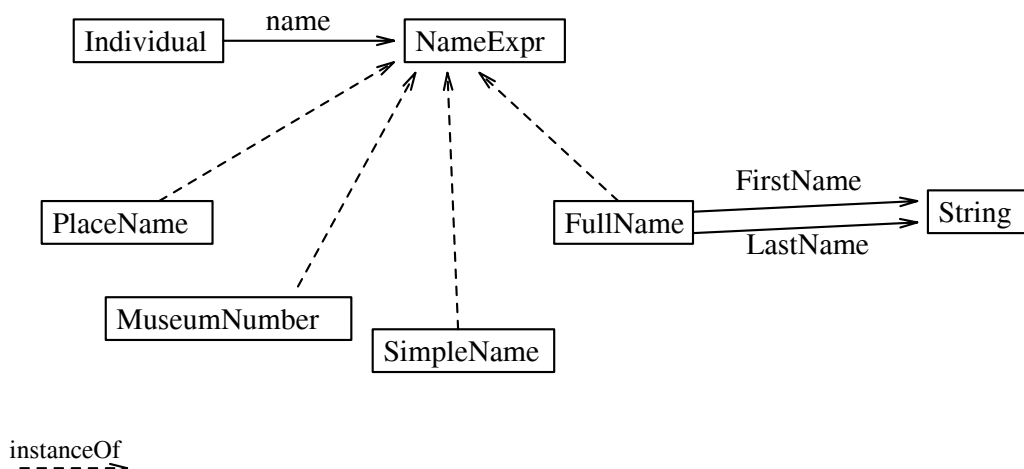 name
Individual
NameExpr
FirstName
PlaceName
FullName
String
LastName
MuseumNumber
SimpleName
instanceOf